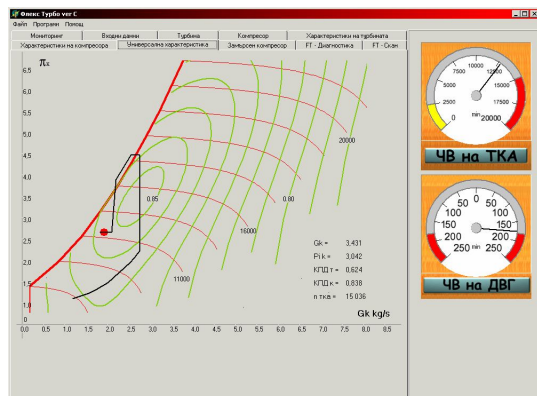 Флекс Турбо ver C
Файл Програми Помощ
Мониторинг Входни данни Турбина Компресор Характеристики на турбината
Характеристики на компресора Универсална характеристика Замърсен компресор FT - Диагностика FT - Скан
πк
6,5
6,0
5,5
5,0
4,5
4,0
3,5
3,0
2,5
2,0
1,5
1,0
0
0,85
0,80
20000
16000
11000
Gk = 3,431
Pi k = 3,042
КПД т = 0,624
КПД к = 0,838
n тка = 15 036
Gk kg/s
0,0 0,5 1,0 1,5 2,0 2,5 3,0 3,5 4,0 4,5 5,0 5,5 6,0 6,5 7,0 7,5 8,0 8,5
0 2500 5000 7500 10000 12500 15000 17500 20000
min
ЧВ на ТКА
250 200 150 100 50 0 50 100 150 200 250
min
ЧВ на ДВГ